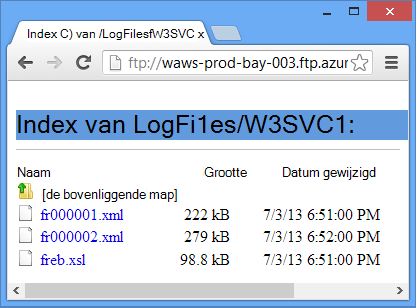 Index C) van /LogFilesfW3SVC x
ftp://waws-prod-bay-003.ftp.azur
Index van LogFi1es/W3SVC1:
Naam Grootte Datum gewijzigd
[de bovenliggende map]
fr000001.xml 222 kB 7/3/13 6:51:00 PM
fr000002.xml 279 kB 7/3/13 6:52:00 PM
freb.xsl 98.8 kB 7/3/13 6:51:00 PM